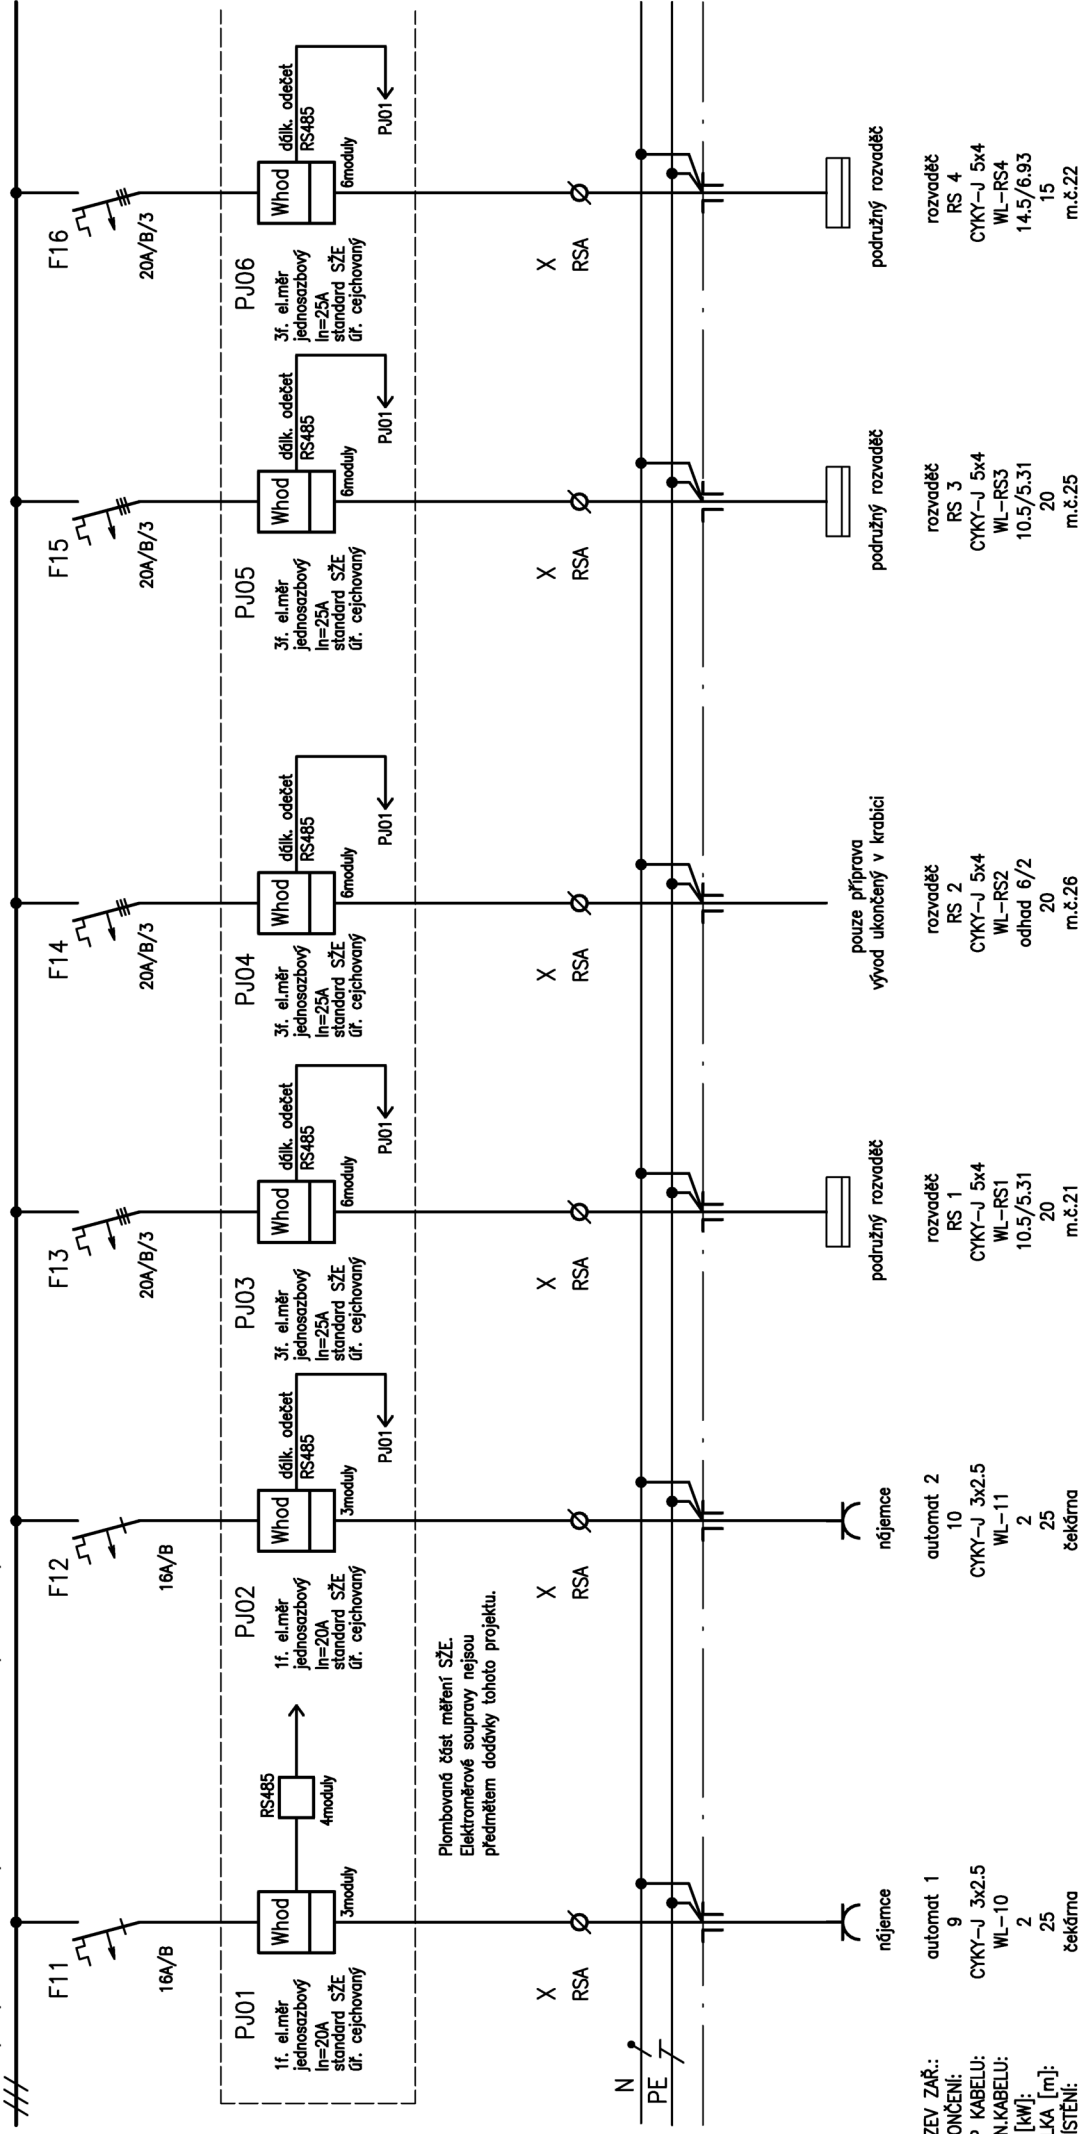 F11
16A/B
PJ01
1f. el.měr
jednosazbový
In=20A
standard SŽE
úř. cejchovaný
Whod
3moduly
RS485
4moduly
X
RSA
nájemce
automat 1
9
CYKY-J 3x2.5
WL-10
2
25
čekárna
Plombovaná část měření SŽE.
Elektroměrové soupravy nejsou
předmětem dodávky tohoto projektu.
F12
16A/B
PJ02
1f. el.měr
jednosazbový
In=20A
standard SŽE
úř. cejchovaný
Whod
3moduly
dálk. odečet
RS485
PJ01
X
RSA
nájemce
automat 2
10
CYKY-J 3x2.5
WL-11
2
25
čekárna
F13
20A/B/3
PJ03
3f. el.měr
jednosazbový
In=25A
standard SŽE
úř. cejchovaný
Whod
6moduly
dálk. odečet
RS485
PJ01
X
RSA
podružný rozvaděč
rozvaděč
RS 1
CYKY-J 5x4
WL-RS1
10.5/5.31
20
m.č.21
F14
20A/B/3
PJ04
3f. el.měr
jednosazbový
In=25A
standard SŽE
úř. cejchovaný
Whod
6moduly
dálk. odečet
RS485
PJ01
X
RSA
pouze příprava
vývod ukončený v krabici
rozvaděč
RS 2
CYKY-J 5x4
WL-RS2
odhad 6/2
20
m.č.26
F15
20A/B/3
PJ05
3f. el.měr
jednosazbový
In=25A
standard SŽE
úř. cejchovaný
Whod
6moduly
dálk. odečet
RS485
PJ01
X
RSA
podružný rozvaděč
rozvaděč
RS 3
CYKY-J 5x4
WL-RS3
10.5/5.31
20
m.č.25
F16
20A/B/3
PJ06
3f. el.měr
jednosazbový
In=25A
standard SŽE
úř. cejchovaný
Whod
6moduly
dálk. odečet
RS485
PJ01
X
RSA
podružný rozvaděč
rozvaděč
RS 4
CYKY-J 5x4
WL-RS4
14.5/6.93
15
m.č.22
N
PE
ZEV ZAŘ.:
ONČENÍ:
P KABELU:
N.KABELU:
[kW]:
LKA [m]:
ÍSTĚNÍ: